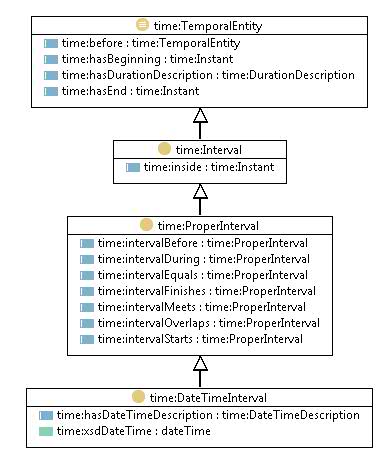 time:TemporalEntity
time:before : time:TemporalEntity
time:hasBeginning : time:Instant
time:hasDurationDescription : time:DurationDescription
time:hasEnd : time:Instant
time:Interval
time:inside : time:Instant
time:ProperInterval
time:intervalBefore : time:ProperInterval
time:intervalDuring : time:ProperInterval
time:intervalEquals : time:ProperInterval
time:intervalFinishes : time:ProperInterval
time:intervalMeets : time:ProperInterval
time:intervalOverlaps : time:ProperInterval
time:intervalStarts : time:ProperInterval
time:DateTimeInterval
time:hasDateTimeDescription : time:DateTimeDescription
time:xsdDateTime : dateTime